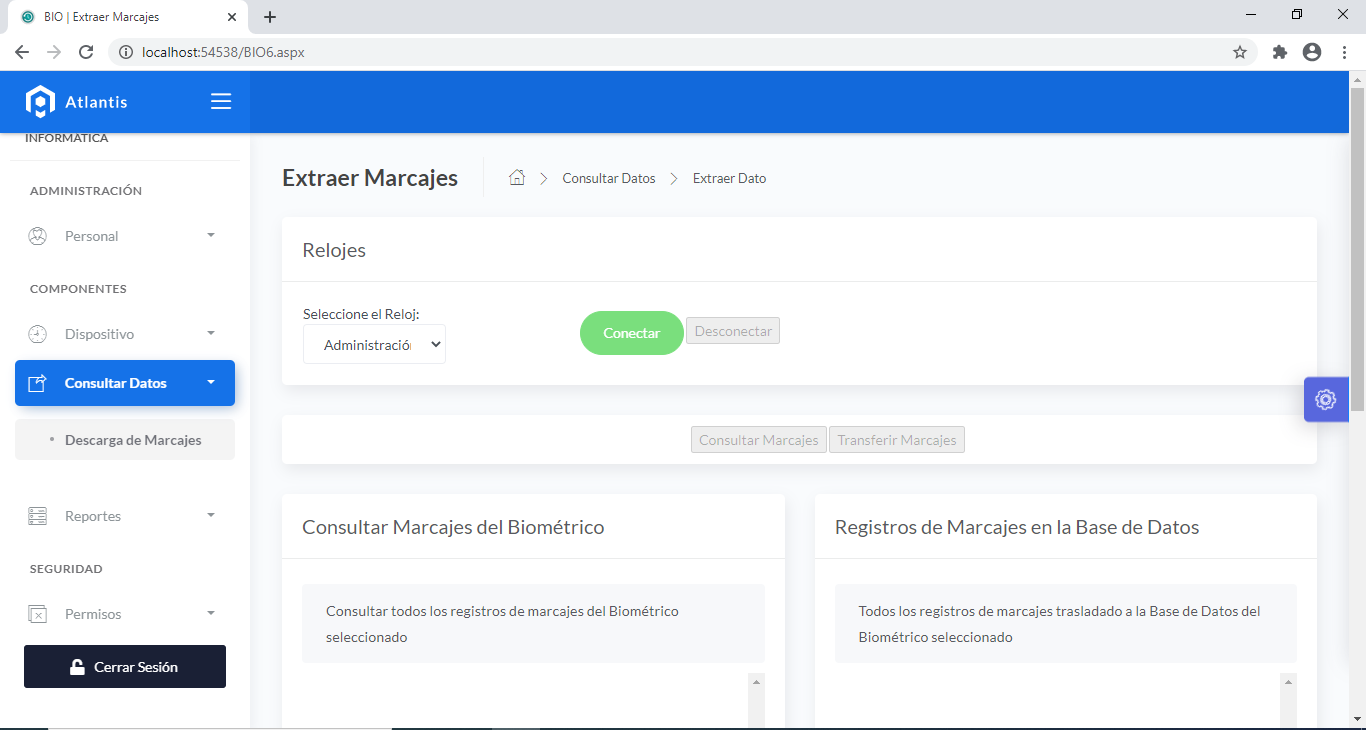 BIO | Extraer Marcajes
localhost:54538/BIO6.aspx
Atlantis
INFORMATICA
ADMINISTRACIÓN
Personal
COMPONENTES
Dispositivo
Consultar Datos
Descarga de Marcajes
Reportes
SEGURIDAD
Permisos
Cerrar Sesión
Extraer Marcajes
Consultar Datos
Extraer Dato
Relojes
Seleccione el Reloj:
Administración
Conectar
Desconectar
Consultar Marcajes
Transferir Marcajes
Consultar Marcajes del Biométrico
Consultar todos los registros de marcajes del Biométrico
seleccionado
Registros de Marcajes en la Base de Datos
Todos los registros de marcajes trasladado a la Base de Datos del
Biométrico seleccionado